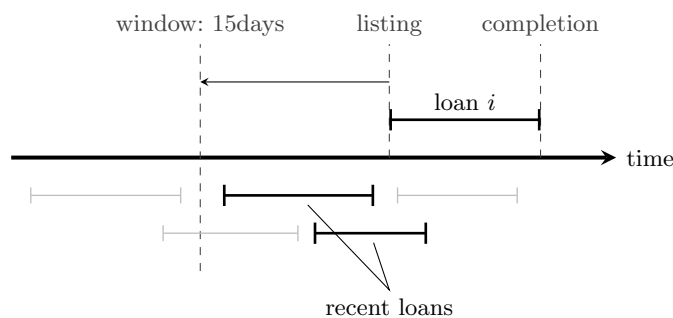 window: 15days listing completion
loan i
time
recent loans